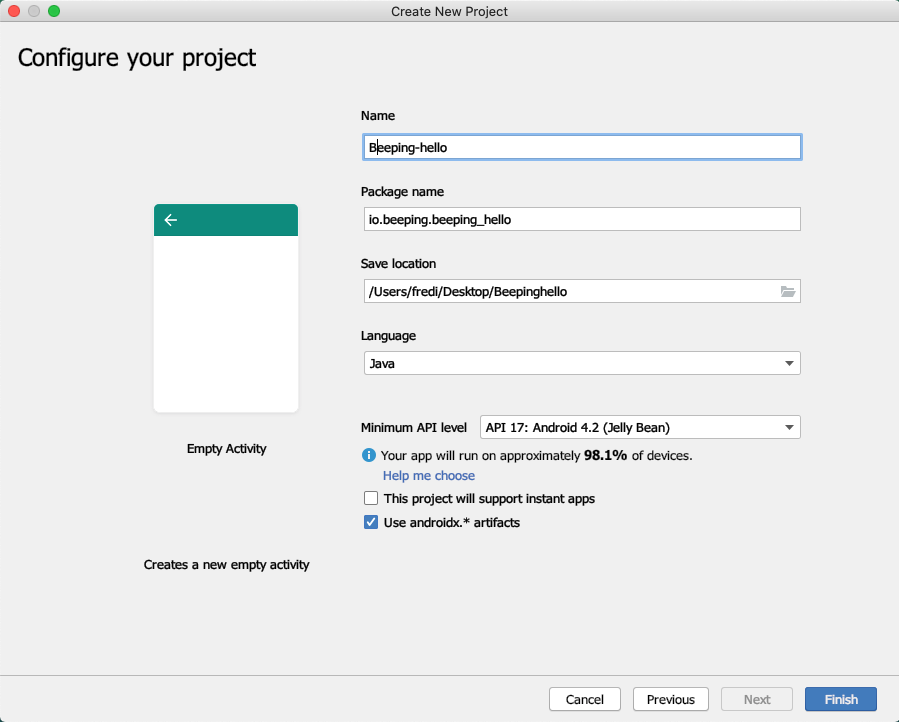 Create New Project
Configure your project
Name
Beeping-hello
Package name
io.beeping.beeping_hello
Save location
/Users/fredi/Desktop/Beepinghello
Language
Java
Minimum API level API 17: Android 4.2 (Jelly Bean)
Your app will run on approximately 98.1% of devices.
Help me choose
This project will support instant apps
Use androidx.* artifacts
Empty Activity
Creates a new empty activity
Cancel Previous Next Finish